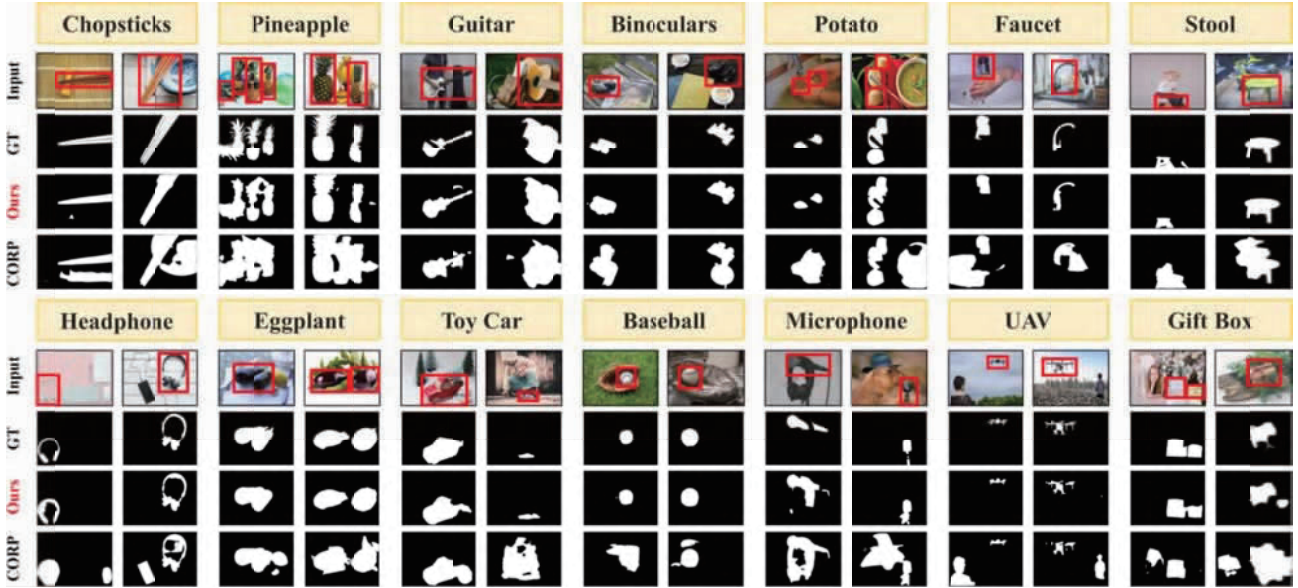 Chopsticks Pineapple Guitar Binoculars Potato Faucet Stool
Input
GT
Ours
CORP
Headphone Eggplant Toy Car Baseball Microphone UAV Gift Box
Input
GT
Ours
CORP